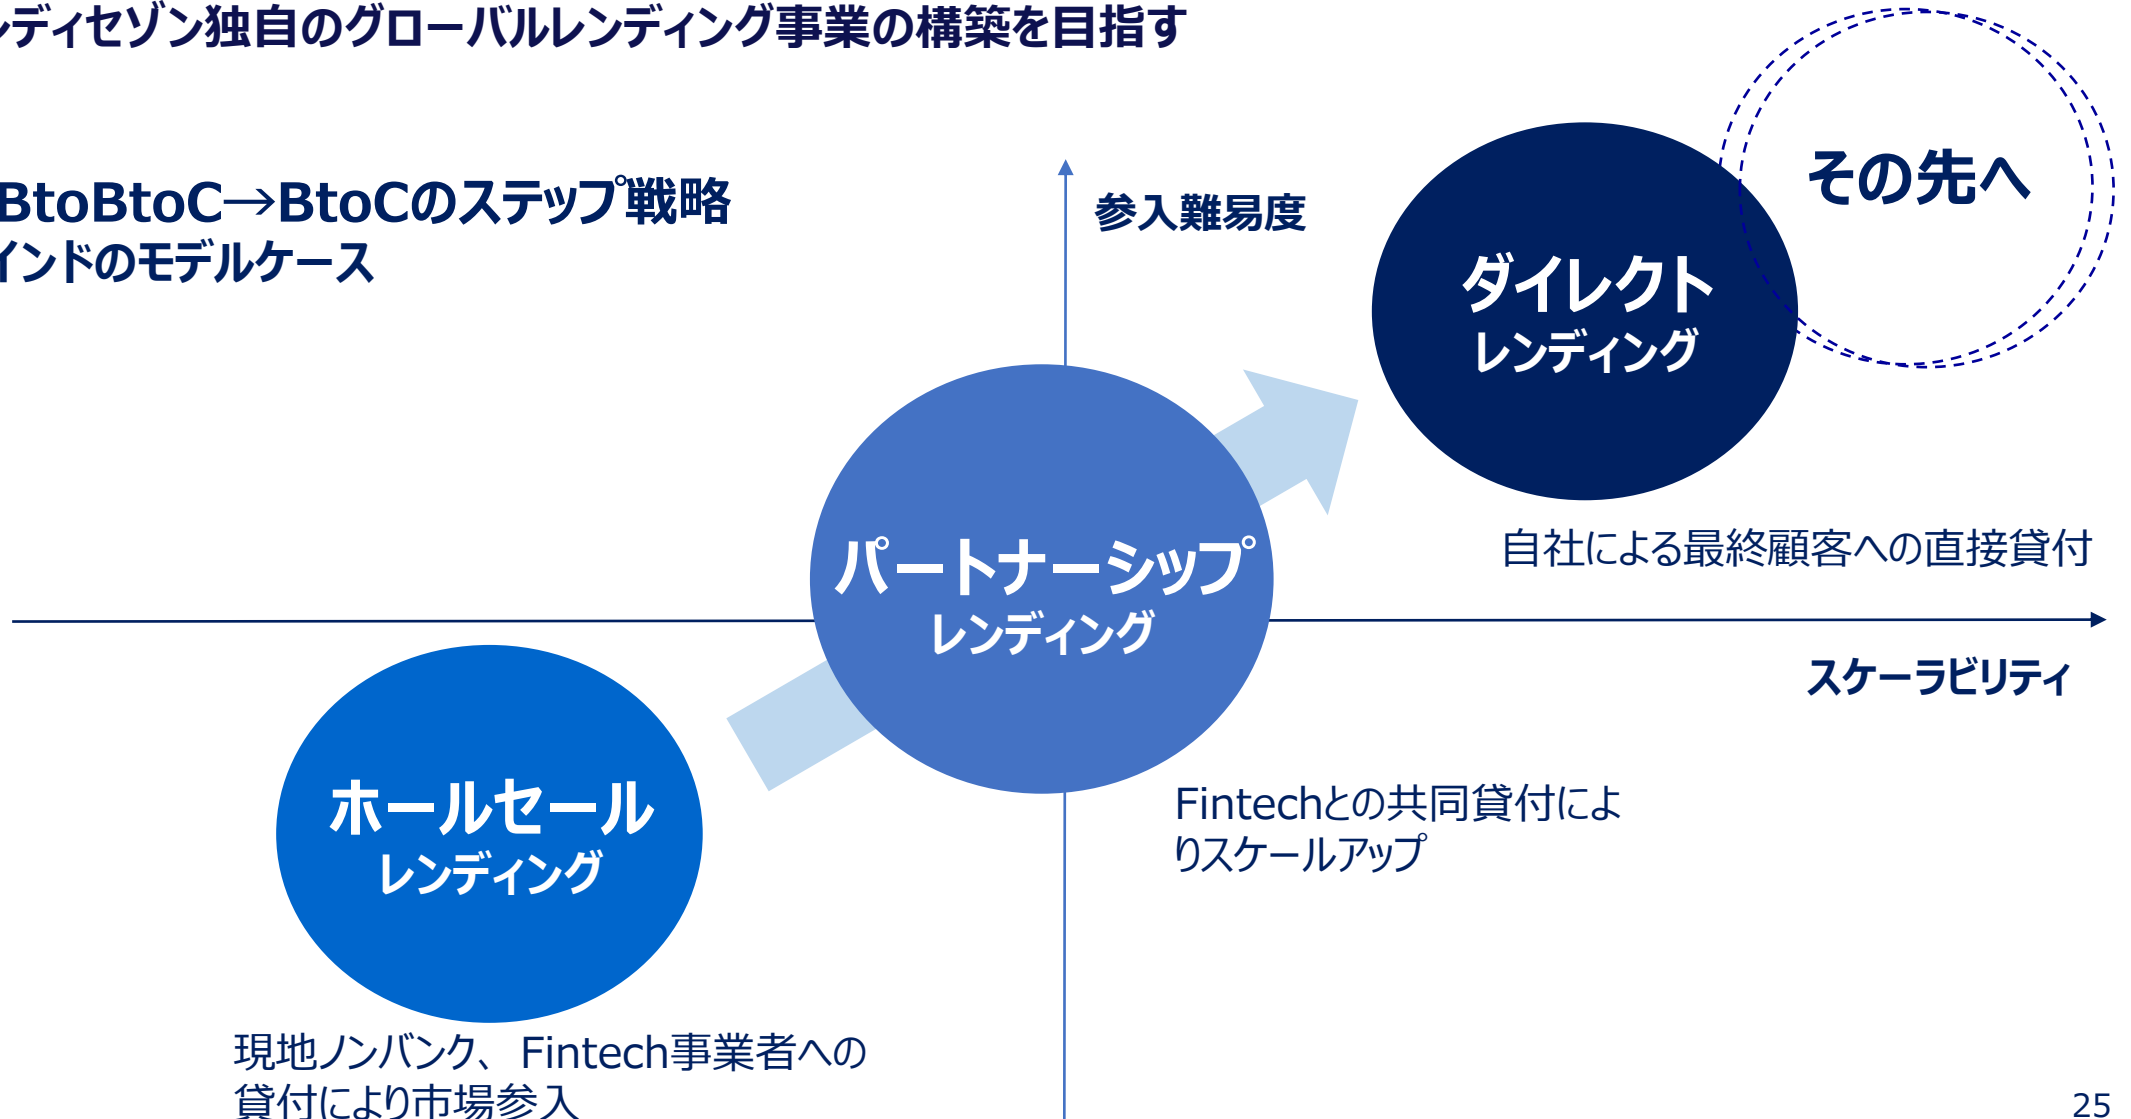 ンディセゾン独自のグローバルレンディング事業の構築を目指す
BtoBtoC→BtoCのステップ戦略
インドのモデルケース
参入難易度
その先へ
ダイレクト
レンディング
自社による最終顧客への直接貸付
パートナーシップ
レンディング
スケーラビリティ
Fintechとの共同貸付によ
りスケールアップ
ホールセール
レンディング
現地ノンバンク、Fintech事業者への
貸付により市場参入
25